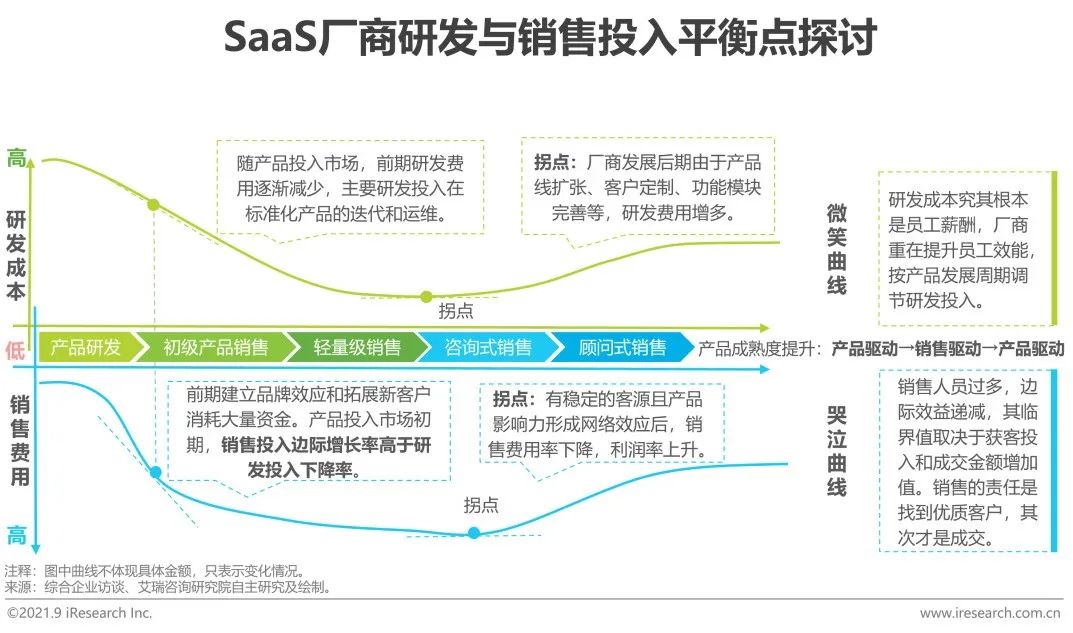 SaaS厂商研发与销售投入平衡点探讨
高
研发成本
低
随产品投入市场，前期研发费
用逐渐减少，主要研发投入在
标准化产品的迭代和运维。
拐点：厂商发展后期由于产品
线扩张、客户定制、功能模块
完善等，研发费用增多。
拐点
微笑曲线
研发成本究其根本
是员工薪酬，厂商
重在提升员工效能，
按产品发展周期调
节研发投入。
产品研发
初级产品销售
轻量级销售
咨询式销售
顾问式销售
产品成熟度提升：产品驱动→销售驱动→产品驱动
销售费用
高
前期建立品牌效应和拓展新客户
消耗大量资金。产品投入市场初
期，销售投入边际增长率高于研
发投入下降率。
拐点：有稳定的客源且产品
影响力形成网络效应后，销
售费用率下降，利润率上升。
拐点
哭泣曲线
销售人员过多，边
际效益递减，其临
界值取决于获客投
入和成交金额增加
值。销售的责任是
找到优质客户，其
次才是成交。
注释：图中曲线不体现具体金额，只表示变化情况。
来源：综合企业访谈、艾瑞咨询研究院自主研究及绘制。
©2021.9 iResearch Inc.
www.iresearch.com.cn